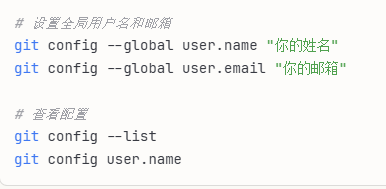 # 设置全局用户名和邮箱
git config --global user.name "你的姓名"
git config --global user.email "你的邮箱"
# 查看配置
git config --list
git config user.name